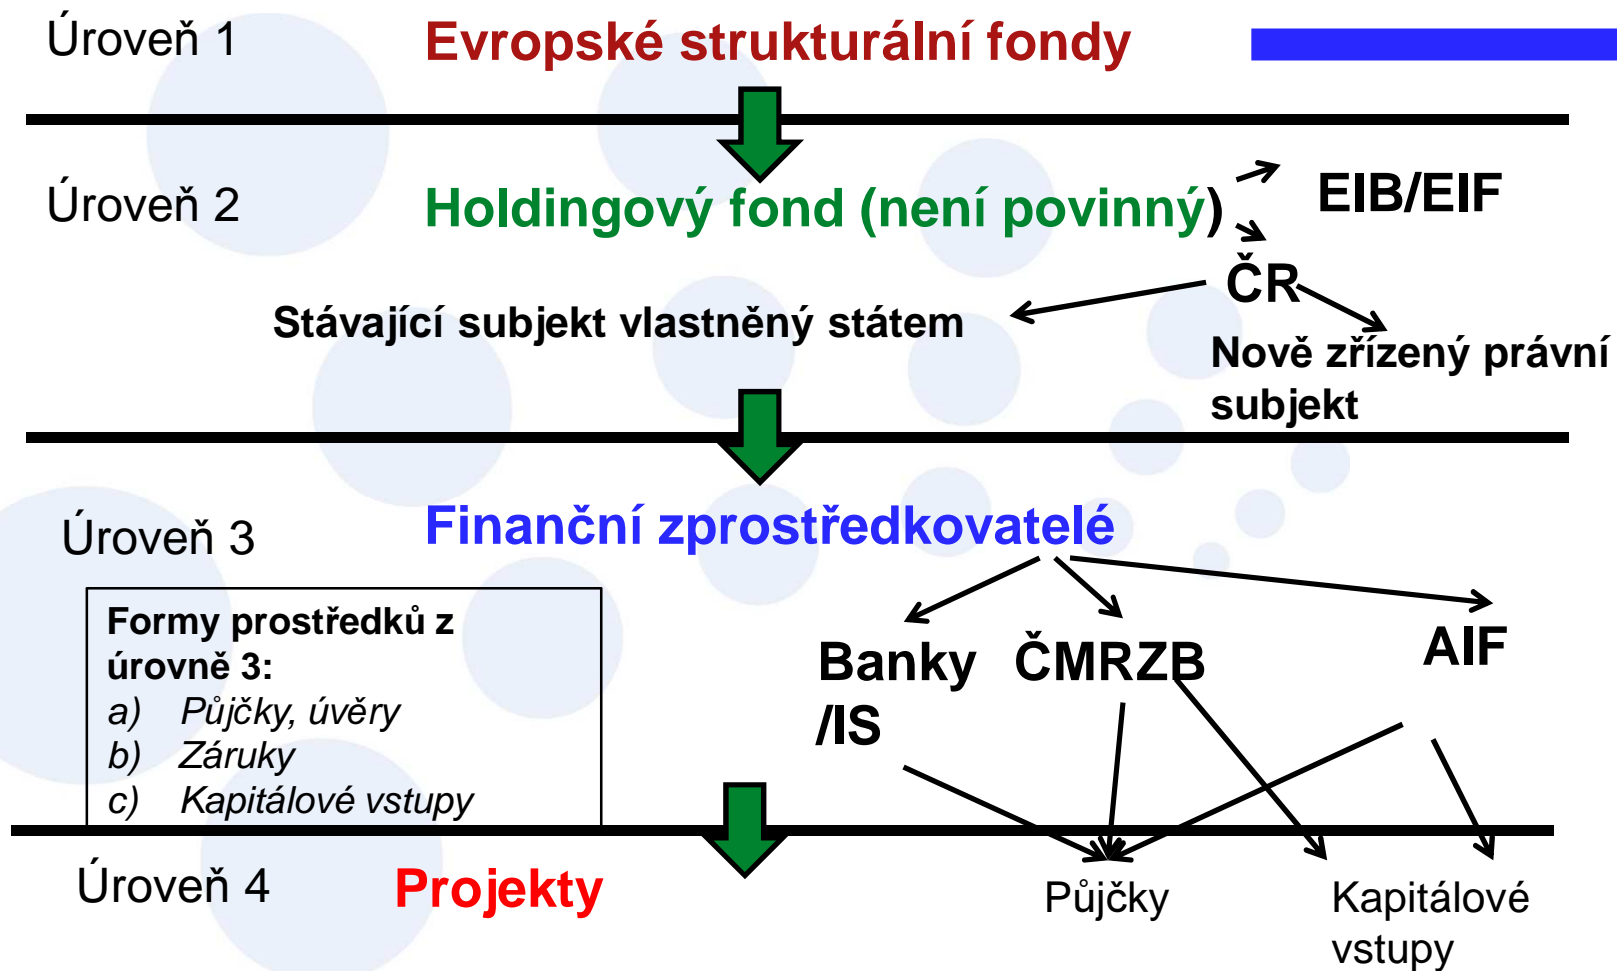 Úroveň 1
Evropské strukturální fondy
Úroveň 2
Holdingový fond (není povinný)
EIB/EIF
ČR
Stávající subjekt vlastněný státem
Nově zřízený právní
subjekt
Úroveň 3
Finanční zprostředkovatelé
Formy prostředků z
úrovně 3:
a) Půjčky, úvěry
b) Záruky
c) Kapitálové vstupy
Banky
/IS
ČMRZB
AIF
Úroveň 4
Projekty
Půjčky
Kapitálové
vstupy